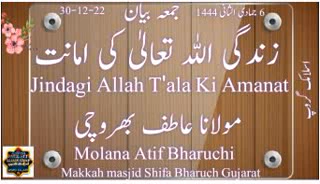 30-12-22 جمعہ بیان 6 جمادی الثانی 1444
زندگی اللہ تعالیٰ کی امانت
Jindagi Allah T'ala Ki Amanat
مولانا عاطف بھروچی
Molana Atif Bharuchi
Makkah masjid Shifa Bharuch Gujarat